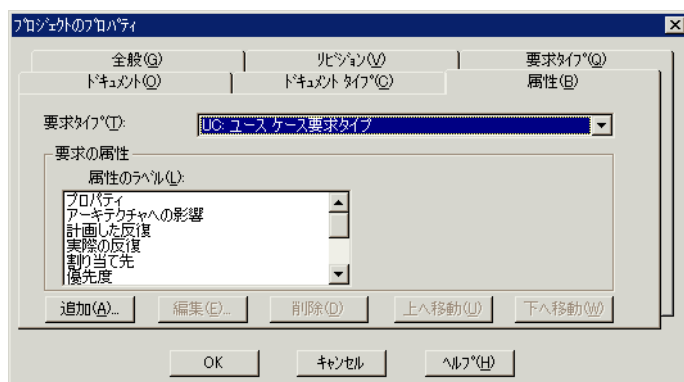 ﾌﾟﾛｼﾞｪｸﾄのﾌﾟﾛﾊﾟﾃｨ
全般(G)
ﾘﾋﾞｼﾞｮﾝ(V)
要求ﾀｲﾌﾟ(Q)
ﾄﾞｷｭﾒﾝﾄ(O)
ﾄﾞｷｭﾒﾝﾄ ﾀｲﾌﾟ(C)
属性(B)
要求ﾀｲﾌﾟ(T):
UC: ユース ケース要求タイプ
要求の属性
属性のﾗﾍﾞﾙ(L):
プロパティ
アーキテクチャへの影響
計画した反復
実際の反復
割り当て先
優先度
追加(A)...
編集(E)...
削除(D)
上へ移動(U)
下へ移動(W)
OK
ｷｬﾝｾﾙ
ﾍﾙﾌﾟ(H)